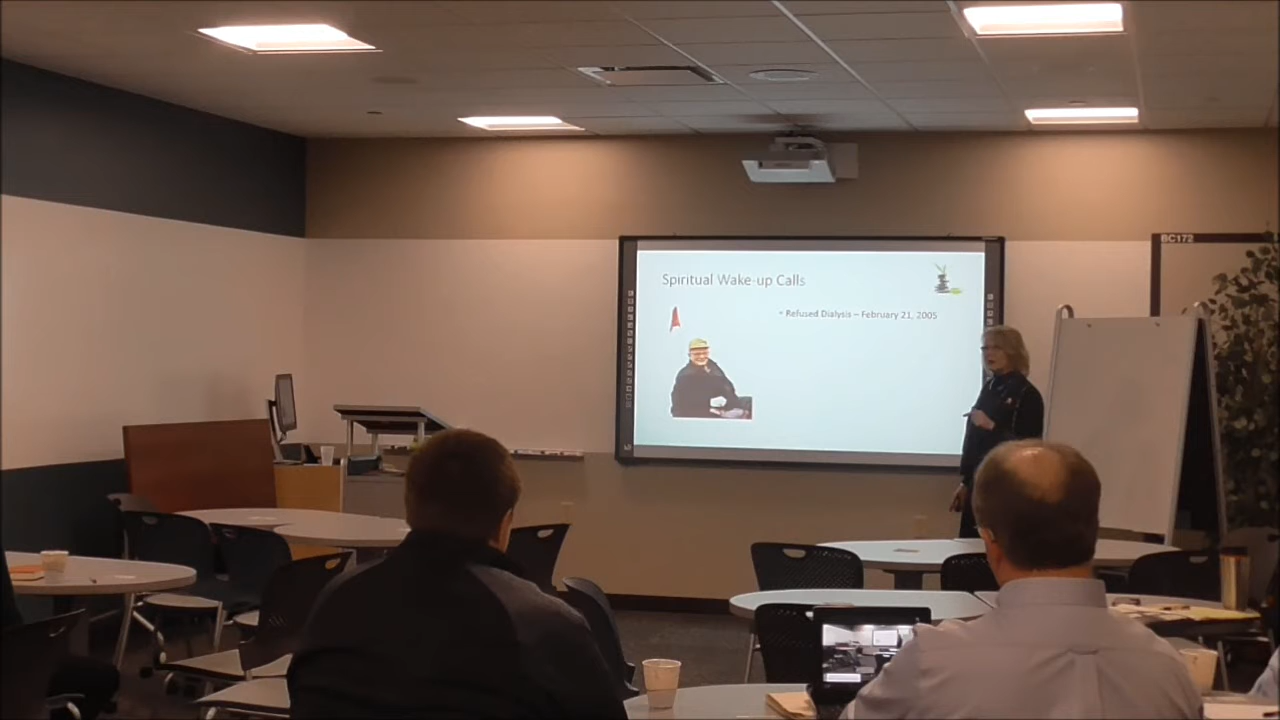 BC172
Spiritual Wake-up Calls
• Refused Dialysis – February 21, 2005